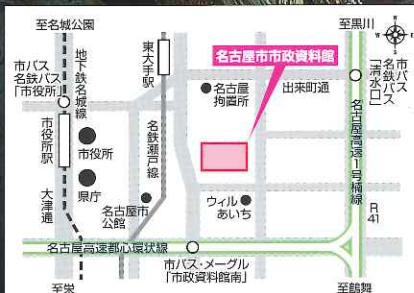 至名城公園
至黒川
名古屋市市政資料館
東大手駅
地下鉄名城線
市バス
名鉄バス
「市役所」
市バス
名鉄バス
「清水口」
名古屋
拘置所
出来町通
市役所駅
市役所
名鉄瀬戸線
名古屋高速1号楠線
県庁
大津通
名古屋市
公館
ウィル
あいち
R
41
名古屋高速都心環状線
市バス・メーグル
「市政資料館南」
至栄
至鶴舞